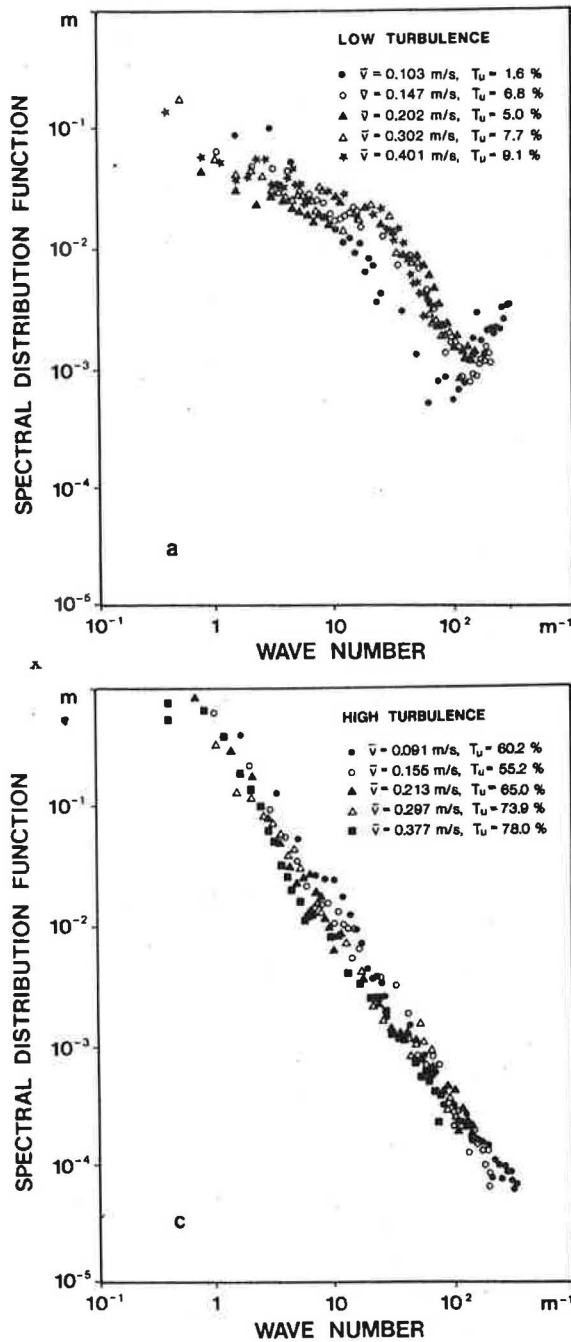 m
10⁻¹
10⁻²
10⁻³
10⁻⁴
10⁻⁵
SPECTRAL DISTRIBUTION FUNCTION
LOW TURBULENCE
● v̄ = 0.103 m/s, Tu = 1.6 %
○ v̄ = 0.147 m/s, Tu = 6.8 %
▲ v̄ = 0.202 m/s, Tu = 5.0 %
△ v̄ = 0.302 m/s, Tu = 7.7 %
★ v̄ = 0.401 m/s, Tu = 9.1 %
a
10⁻¹ 1 10 10² m⁻¹
WAVE NUMBER
m
10⁻¹
10⁻²
10⁻³
10⁻⁴
10⁻⁵
SPECTRAL DISTRIBUTION FUNCTION
HIGH TURBULENCE
● v̄ = 0.091 m/s, Tu = 60.2 %
○ v̄ = 0.155 m/s, Tu = 55.2 %
▲ v̄ = 0.213 m/s, Tu = 65.0 %
△ v̄ = 0.297 m/s, Tu = 73.9 %
■ v̄ = 0.377 m/s, Tu = 78.0 %
c
10⁻¹ 1 10 10² m⁻¹
WAVE NUMBER